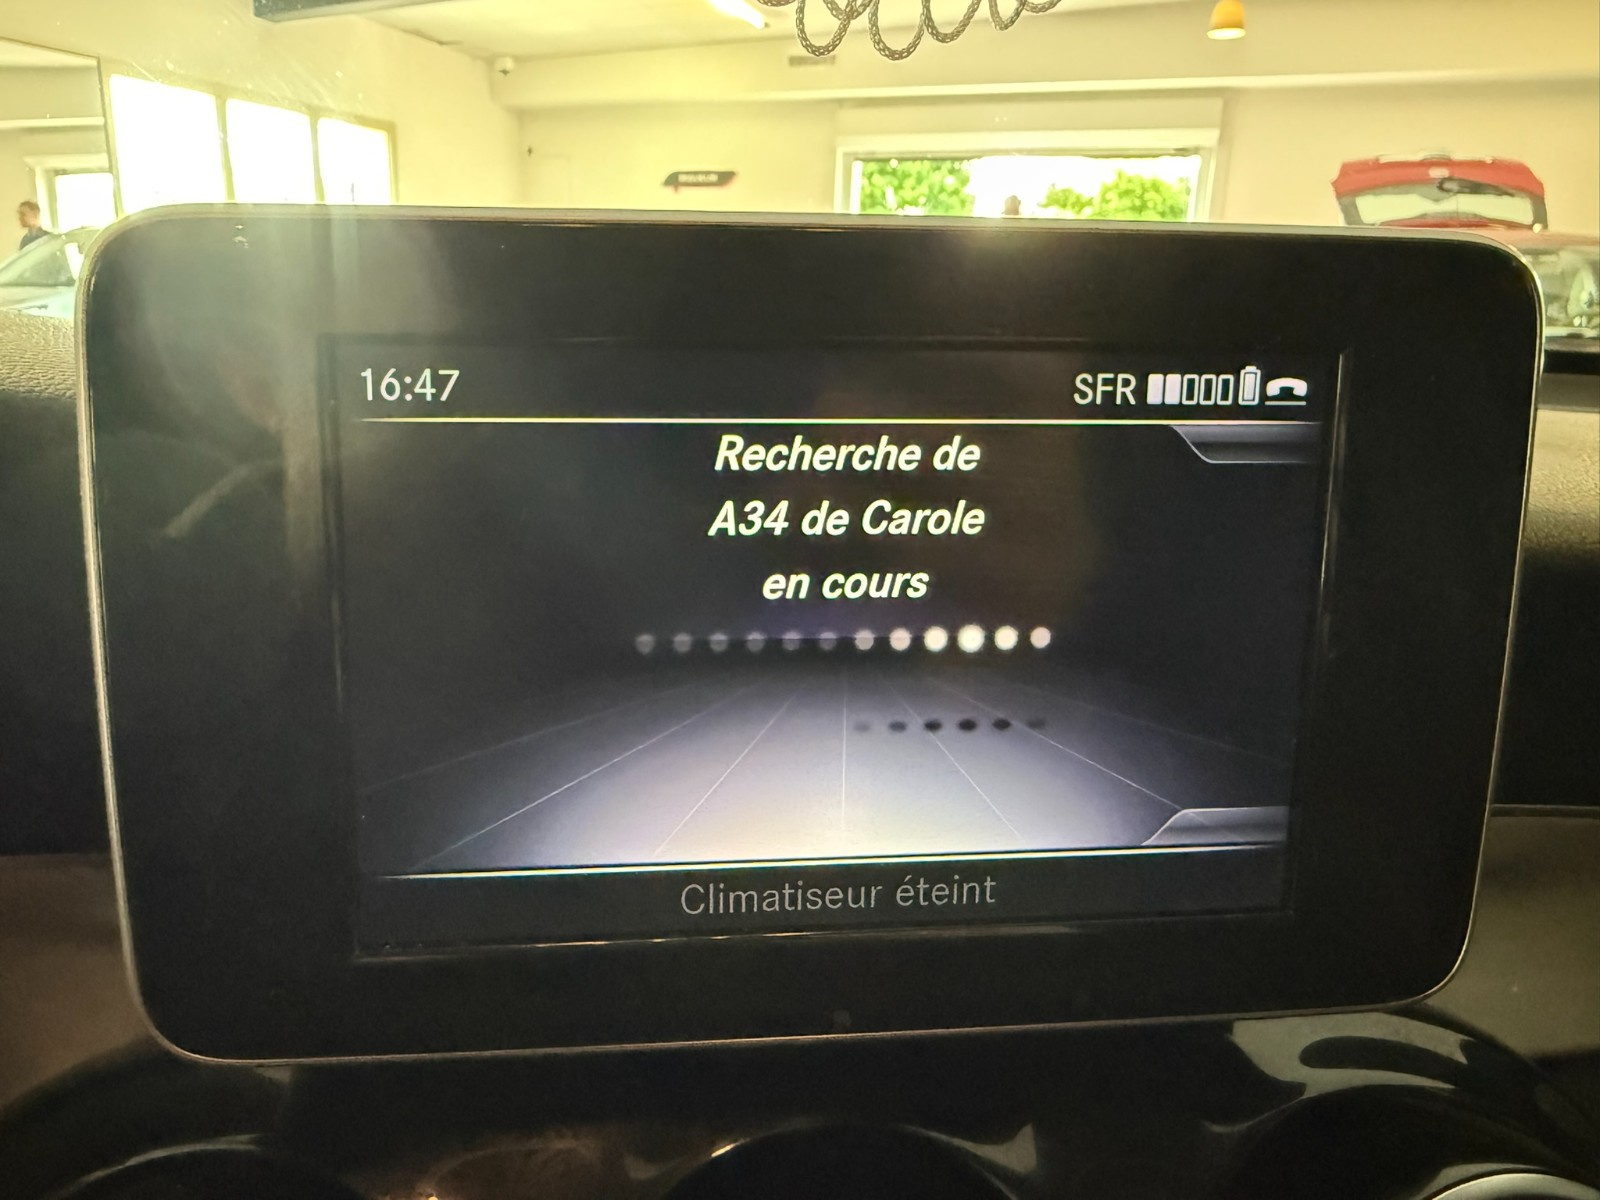 16:47
SFR
Recherche de
A34 de Carole
en cours
Climatiseur éteint